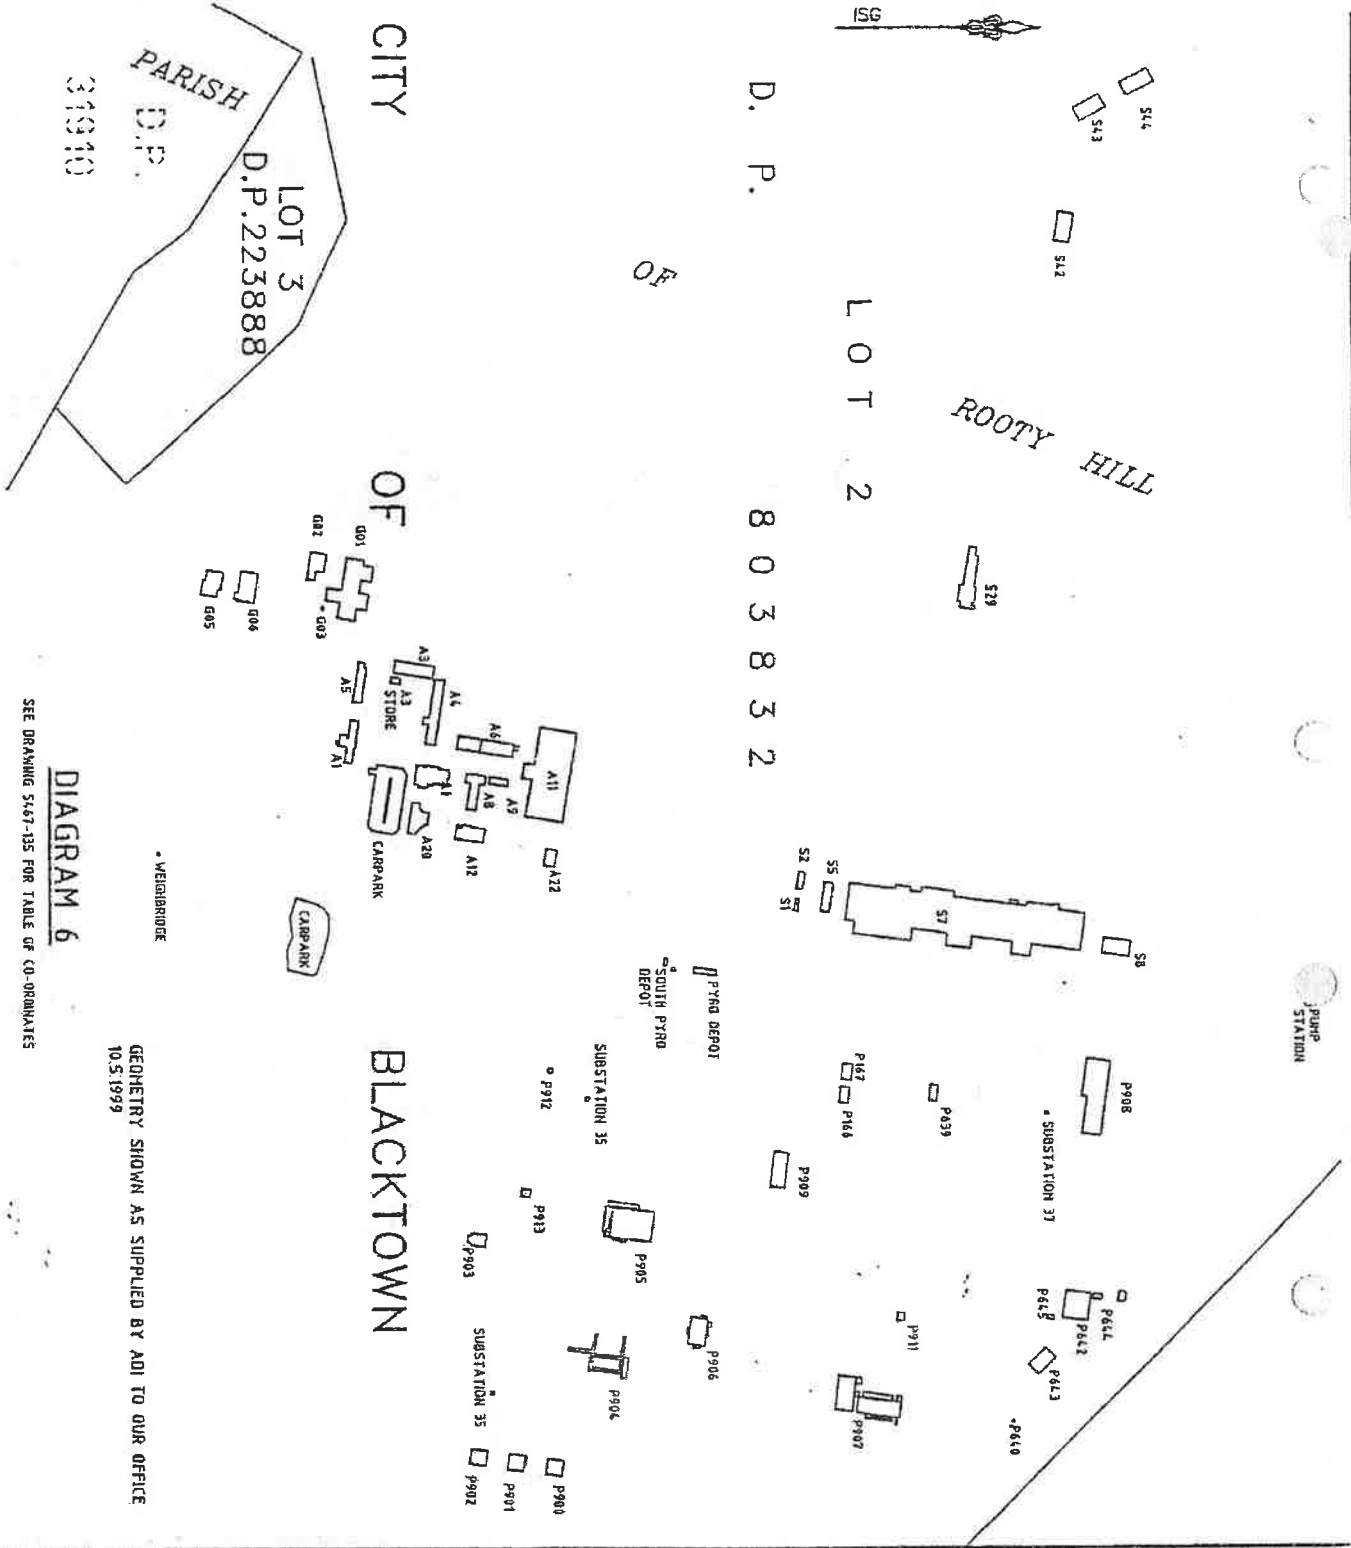 ISG
S44
S43
S42
D. P.
OF
LOT 2
ROOTY HILL
803832
S29
CITY
PARISH
D.P.
31910
LOT 3
D.P.223888
OF
G01
G02
G03
G04
G05
A3
A3
STORE
A4
A5
A1
A6
A11
A9
A8
A20
A12
A22
CARPARK
CARPARK
S2
S5
S1
S7
S8
PUMP
STATION
PYRO DEPOT
SOUTH PYRO
DEPOT
SUBSTATION 35
P912
P167
P166
P639
P908
SUBSTATION 37
P909
P913
P903
P905
BLACKTOWN
P906
P904
SUBSTATION 35
P911
P907
P645
P644
P642
P643
P640
P902
P901
P900
WEIGHBRIDGE
DIAGRAM 6
SEE DRAWING 5467-135 FOR TABLE OF CO-ORDINATES
GEOMETRY SHOWN AS SUPPLIED BY ADI TO OUR OFFICE
10.5.1999